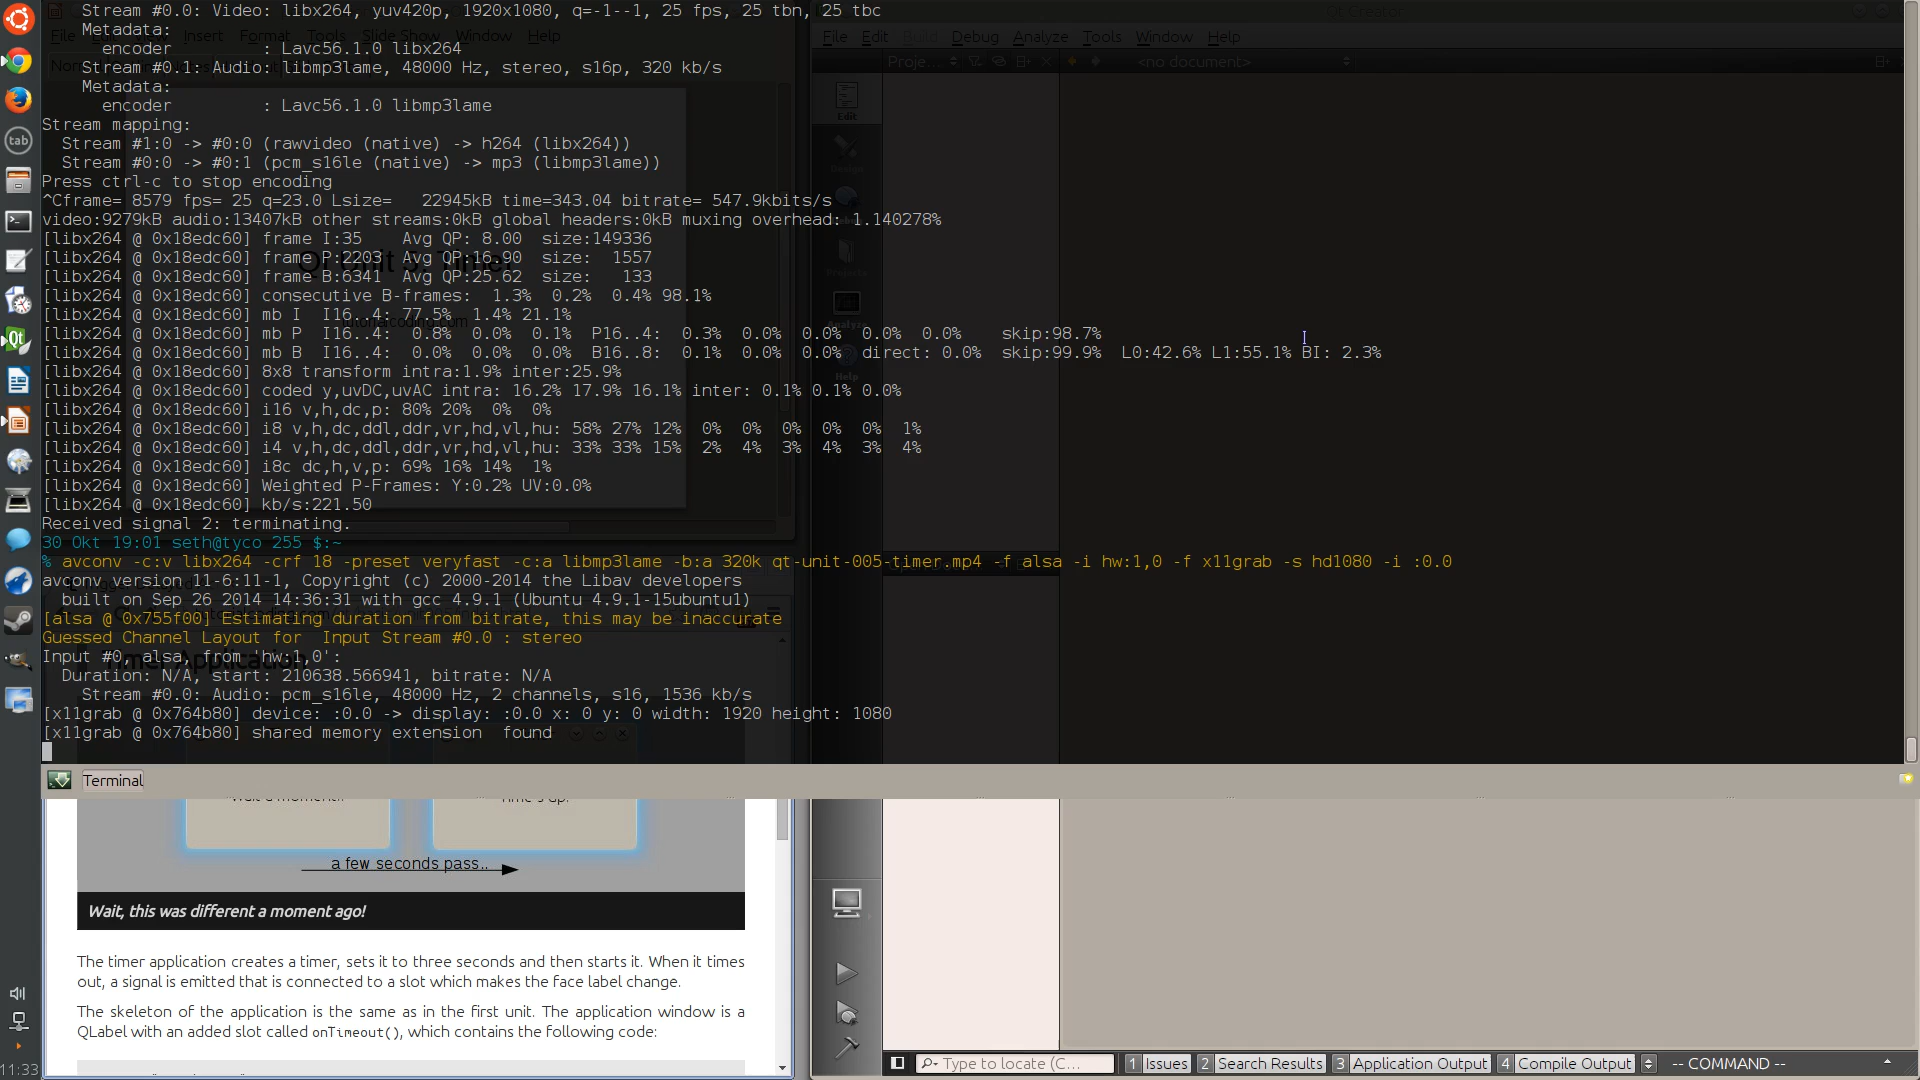 Stream #0.0: Video: libx264, yuv420p, 1920x1080, q=-1--1, 25 fps, 25 tbn, 25 tbc
Metadata:
encoder : Lavc56.1.0 libx264
Stream #0.1: Audio: libmp3lame, 48000 Hz, stereo, s16p, 320 kb/s
Metadata:
encoder : Lavc56.1.0 libmp3lame
Stream mapping:
Stream #1:0 -> #0:0 (rawvideo (native) -> h264 (libx264))
Stream #0:0 -> #0:1 (pcm_s16le (native) -> mp3 (libmp3lame))
Press ctrl-c to stop encoding
^Cframe= 8579 fps= 25 q=23.0 Lsize= 22945kB time=343.04 bitrate= 547.9kbits/s
video:9279kB audio:13407kB other streams:0kB global headers:0kB muxing overhead: 1.140278%
[libx264 @ 0x18edc60] frame I:35 Avg QP: 8.00 size:149336
[libx264 @ 0x18edc60] frame P:2203 Avg QP:16.90 size: 1557
[libx264 @ 0x18edc60] frame B:6341 Avg QP:25.62 size: 133
[libx264 @ 0x18edc60] consecutive B-frames: 1.3% 0.2% 0.4% 98.1%
[libx264 @ 0x18edc60] mb I I16..4: 77.5% 1.4% 21.1%
[libx264 @ 0x18edc60] mb P I16..4: 0.8% 0.0% 0.1% P16..4: 0.3% 0.0% 0.0% 0.0% 0.0% skip:98.7%
[libx264 @ 0x18edc60] mb B I16..4: 0.0% 0.0% 0.0% B16..8: 0.1% 0.0% 0.0% direct: 0.0% skip:99.9% L0:42.6% L1:55.1% BI: 2.3%
[libx264 @ 0x18edc60] 8x8 transform intra:1.9% inter:25.9%
[libx264 @ 0x18edc60] coded y,uvDC,uvAC intra: 16.2% 17.9% 16.1% inter: 0.1% 0.1% 0.0%
[libx264 @ 0x18edc60] i16 v,h,dc,p: 80% 20% 0% 0%
[libx264 @ 0x18edc60] i8 v,h,dc,ddl,ddr,vr,hd,vl,hu: 58% 27% 12% 0% 0% 0% 0% 0% 1%
[libx264 @ 0x18edc60] i4 v,h,dc,ddl,ddr,vr,hd,vl,hu: 33% 33% 15% 2% 4% 3% 4% 3% 4%
[libx264 @ 0x18edc60] i8c dc,h,v,p: 69% 16% 14% 1%
[libx264 @ 0x18edc60] Weighted P-Frames: Y:0.2% UV:0.0%
[libx264 @ 0x18edc60] kb/s:221.50
Received signal 2: terminating.
30 Okt 19:01 seth@tyco 255 $:~
% avconv -c:v libx264 -crf 18 -preset veryfast -c:a libmp3lame -b:a 320k qt-unit-005-timer.mp4 -f alsa -i hw:1,0 -f x11grab -s hd1080 -i :0.0
avconv version 11-6:11-1, Copyright (c) 2000-2014 the Libav developers
built on Sep 26 2014 14:36:31 with gcc 4.9.1 (Ubuntu 4.9.1-15ubuntu1)
[alsa @ 0x755f00] Estimating duration from bitrate, this may be inaccurate
Guessed Channel Layout for Input Stream #0.0 : stereo
Input #0, alsa, from 'hw:1,0':
Duration: N/A, start: 210638.566941, bitrate: N/A
Stream #0.0: Audio: pcm_s16le, 48000 Hz, 2 channels, s16, 1536 kb/s
[x11grab @ 0x764b80] device: :0.0 -> display: :0.0 x: 0 y: 0 width: 1920 height: 1080
[x11grab @ 0x764b80] shared memory extension found
Terminal
File Edit View Insert Format Tools Slide Show Window Help
File Edit Build Debug Analyze Tools Window Help
Proje...
<no document>
Edit
Help
tab
Timer Application
a few seconds pass..
Wait, this was different a moment ago!
The timer application creates a timer, sets it to three seconds and then starts it. When it times
out, a signal is emitted that is connected to a slot which makes the face label change.
The skeleton of the application is the same as in the first unit. The application window is a
QLabel with an added slot called onTimeout(), which contains the following code:
Type to locate (C...
1 Issues
2 Search Results
3 Application Output
4 Compile Output
-- COMMAND --
11:33